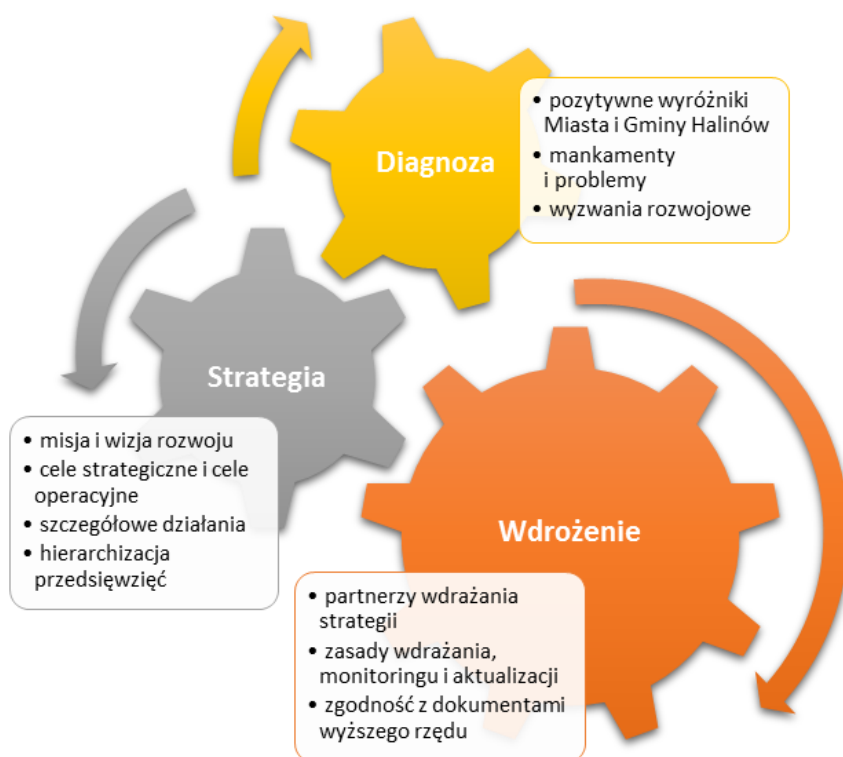 Diagnoza
• pozytywne wyróżniki
Miasta i Gminy Halinów
• mankamenty
i problemy
• wyzwania rozwojowe
Strategia
• misja i wizja rozwoju
• cele strategiczne i cele
operacyjne
• szczegółowe działania
• hierarchizacja
przedsięwzięć
Wdrożenie
• partnerzy wdrażania
strategii
• zasady wdrażania,
monitoringu i aktualizacji
• zgodność z dokumentami
wyższego rzędu